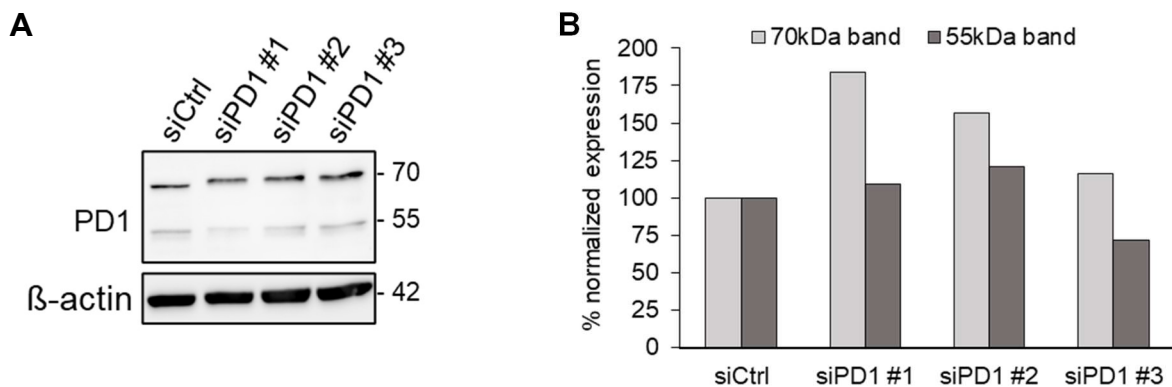 A
siCtrl
siPD1 #1
siPD1 #2
siPD1 #3
PD1
- 70
- 55
ß-actin
- 42
B
70kDa band 55kDa band
% normalized expression
200
175
150
125
100
75
50
25
0
siCtrl siPD1 #1 siPD1 #2 siPD1 #3